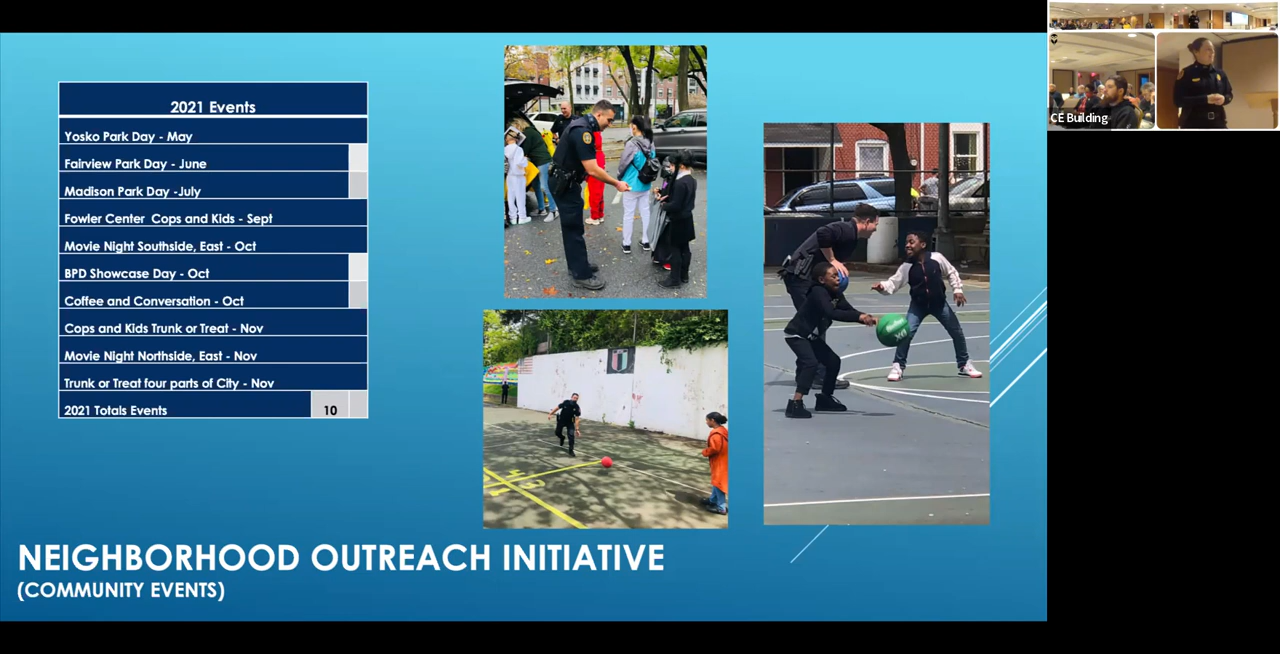 2021 Events
Yosko Park Day - May
Fairview Park Day - June
Madison Park Day -July
Fowler Center Cops and Kids - Sept
Movie Night Southside, East - Oct
BPD Showcase Day - Oct
Coffee and Conversation - Oct
Cops and Kids Trunk or Treat - Nov
Movie Night Northside, East - Nov
Trunk or Treat four parts of City - Nov
2021 Totals Events 10
NEIGHBORHOOD OUTREACH INITIATIVE
(COMMUNITY EVENTS)
CE Building